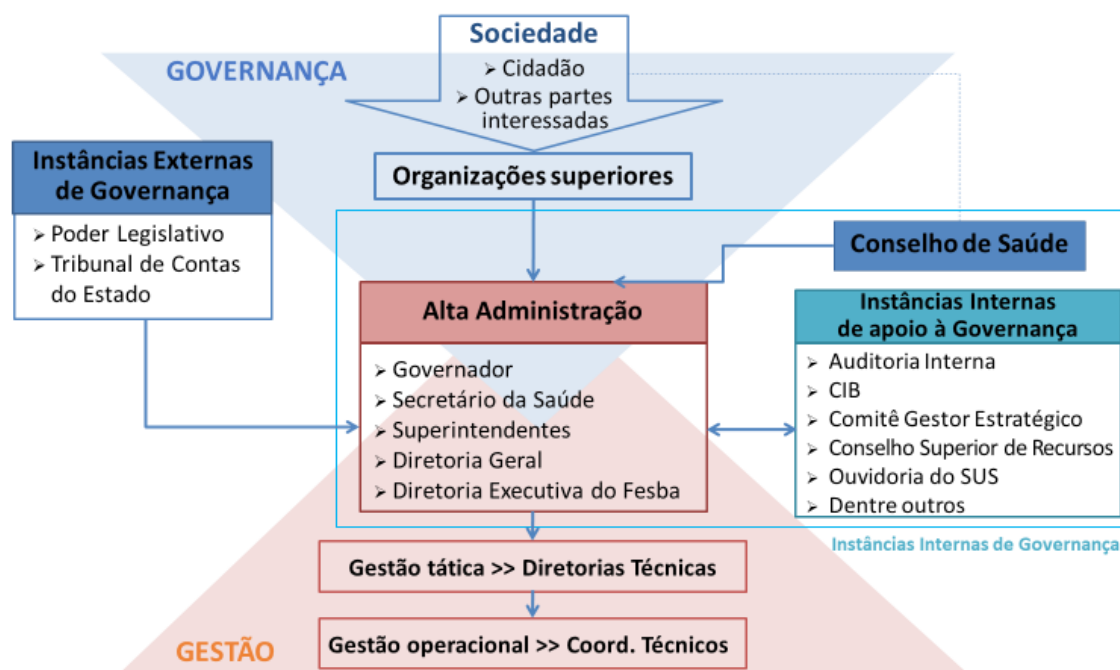 Sociedade
➢ Cidadão
➢ Outras partes
interessadas
GOVERNANÇA
Organizações superiores
Instâncias Externas
de Governança
➢ Poder Legislativo
➢ Tribunal de Contas
do Estado
Conselho de Saúde
Alta Administração
➢ Governador
➢ Secretário da Saúde
➢ Superintendentes
➢ Diretoria Geral
➢ Diretoria Executiva do Fesba
Instâncias Internas
de apoio à Governança
➢ Auditoria Interna
➢ CIB
➢ Comitê Gestor Estratégico
➢ Conselho Superior de Recursos
➢ Ouvidoria do SUS
➢ Dentre outros
Instâncias Internas de Governança
Gestão tática >> Diretorias Técnicas
Gestão operacional >> Coord. Técnicos
GESTÃO